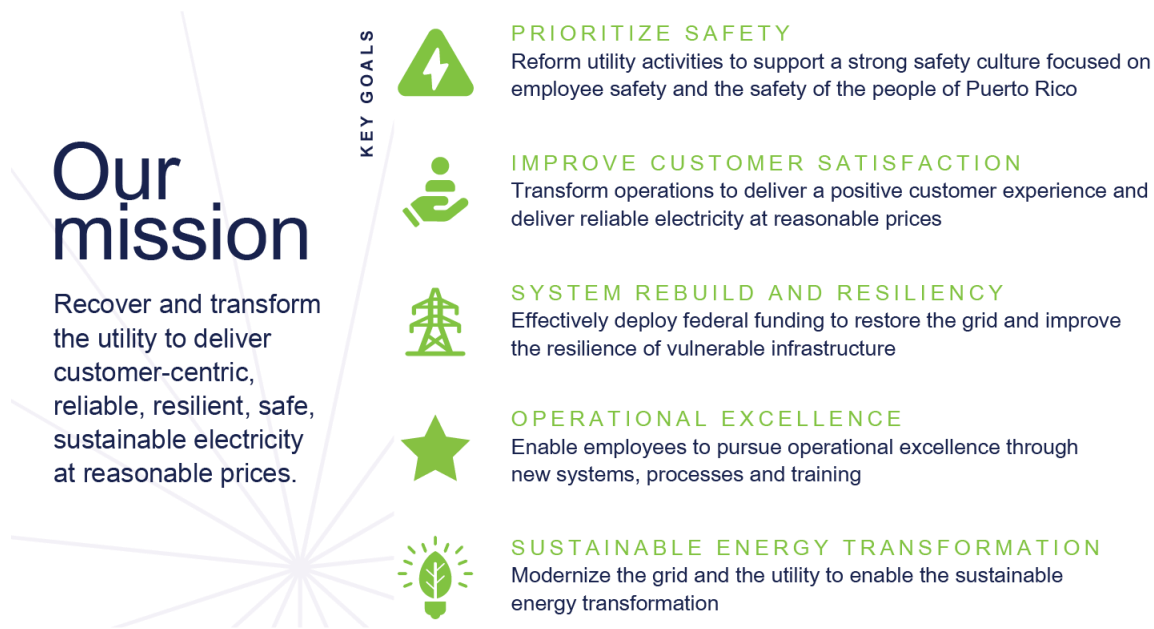 Our
mission
Recover and transform
the utility to deliver
customer-centric,
reliable, resilient, safe,
sustainable electricity
at reasonable prices.
KEY GOALS
PRIORITIZE SAFETY
Reform utility activities to support a strong safety culture focused on
employee safety and the safety of the people of Puerto Rico
IMPROVE CUSTOMER SATISFACTION
Transform operations to deliver a positive customer experience and
deliver reliable electricity at reasonable prices
SYSTEM REBUILD AND RESILIENCY
Effectively deploy federal funding to restore the grid and improve
the resilience of vulnerable infrastructure
OPERATIONAL EXCELLENCE
Enable employees to pursue operational excellence through
new systems, processes and training
SUSTAINABLE ENERGY TRANSFORMATION
Modernize the grid and the utility to enable the sustainable
energy transformation